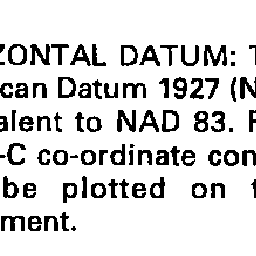 ZONTAL DATUM: T
can Datum 1927 (N
alent to NAD 83. F
-C co-ordinate con
be plotted on t
ment.